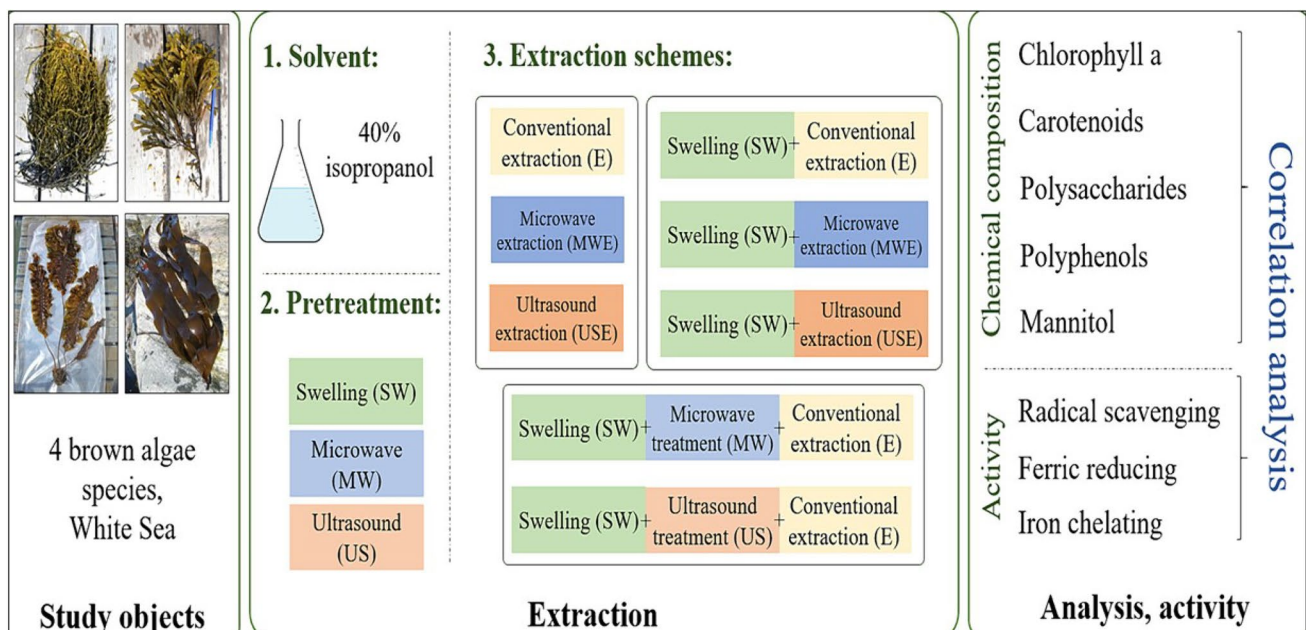 4 brown algae
species,
White Sea
Study objects
1. Solvent:
40%
isopropanol
2. Pretreatment:
Swelling (SW)
Microwave
(MW)
Ultrasound
(US)
3. Extraction schemes:
Conventional
extraction (E)
Microwave
extraction (MWE)
Ultrasound
extraction (USE)
Swelling (SW)+ Conventional
extraction (E)
Swelling (SW)+ Microwave
extraction (MWE)
Swelling (SW)+ Ultrasound
extraction (USE)
Swelling (SW)+ Microwave
treatment (MW) + Conventional
extraction (E)
Swelling (SW)+ Ultrasound
treatment (US) + Conventional
extraction (E)
Extraction
Chemical composition
Chlorophyll a
Carotenoids
Polysaccharides
Polyphenols
Mannitol
Activity
Radical scavenging
Ferric reducing
Iron chelating
Correlation analysis
Analysis, activity